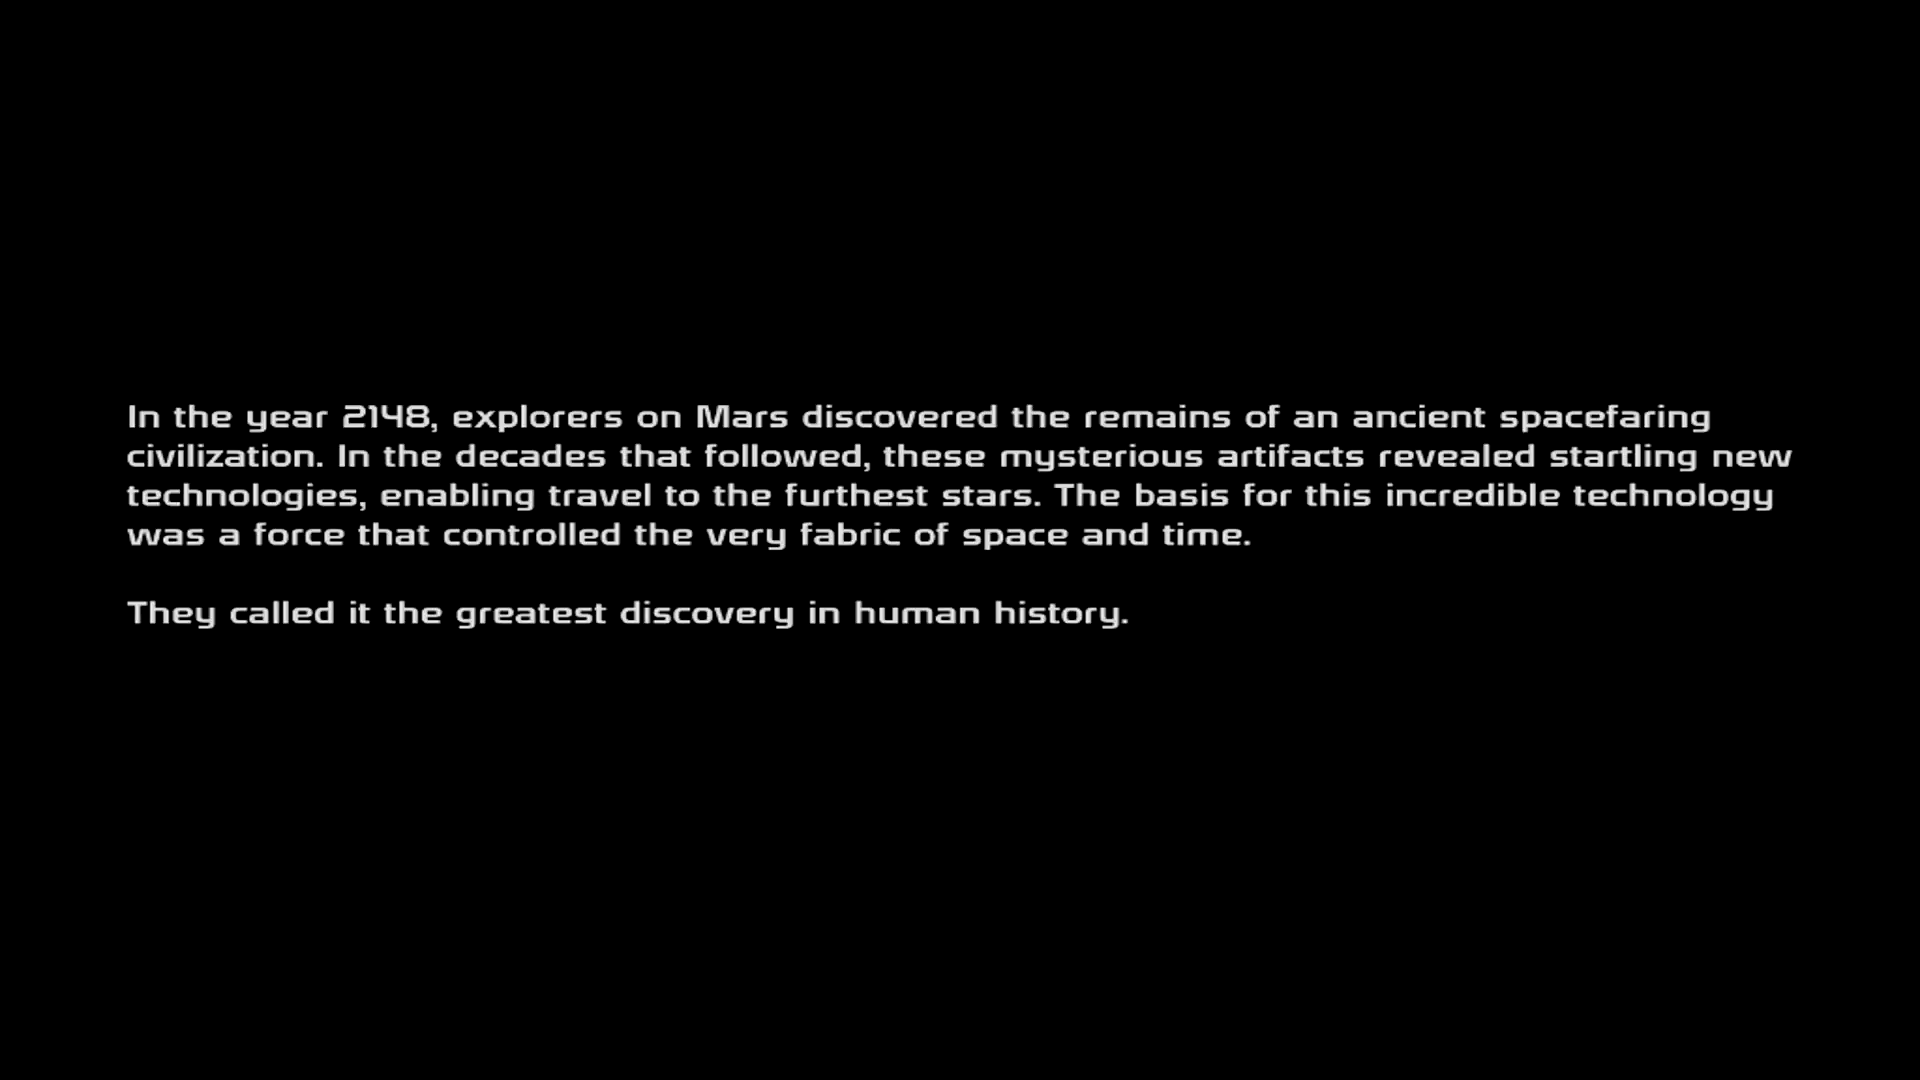 In the year 2148, explorers on Mars discovered the remains of an ancient spacefaring
civilization. In the decades that followed, these mysterious artifacts revealed startling new
technologies, enabling travel to the furthest stars. The basis for this incredible technology
was a force that controlled the very fabric of space and time.
They called it the greatest discovery in human history.